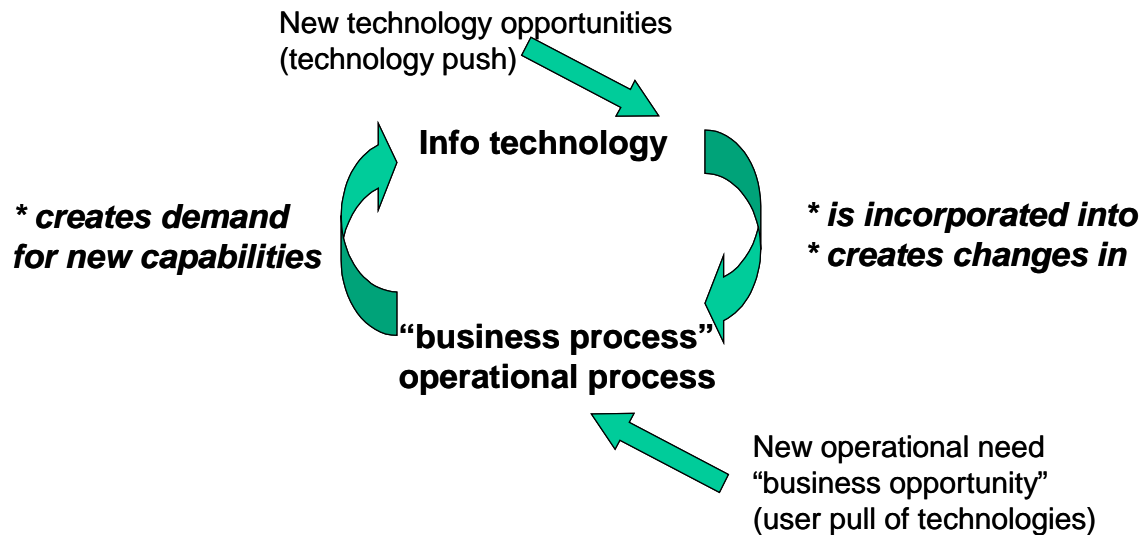 New technology opportunities
(technology push)
Info technology
* creates demand
for new capabilities
* is incorporated into
* creates changes in
“business process”
operational process
New operational need
“business opportunity”
(user pull of technologies)